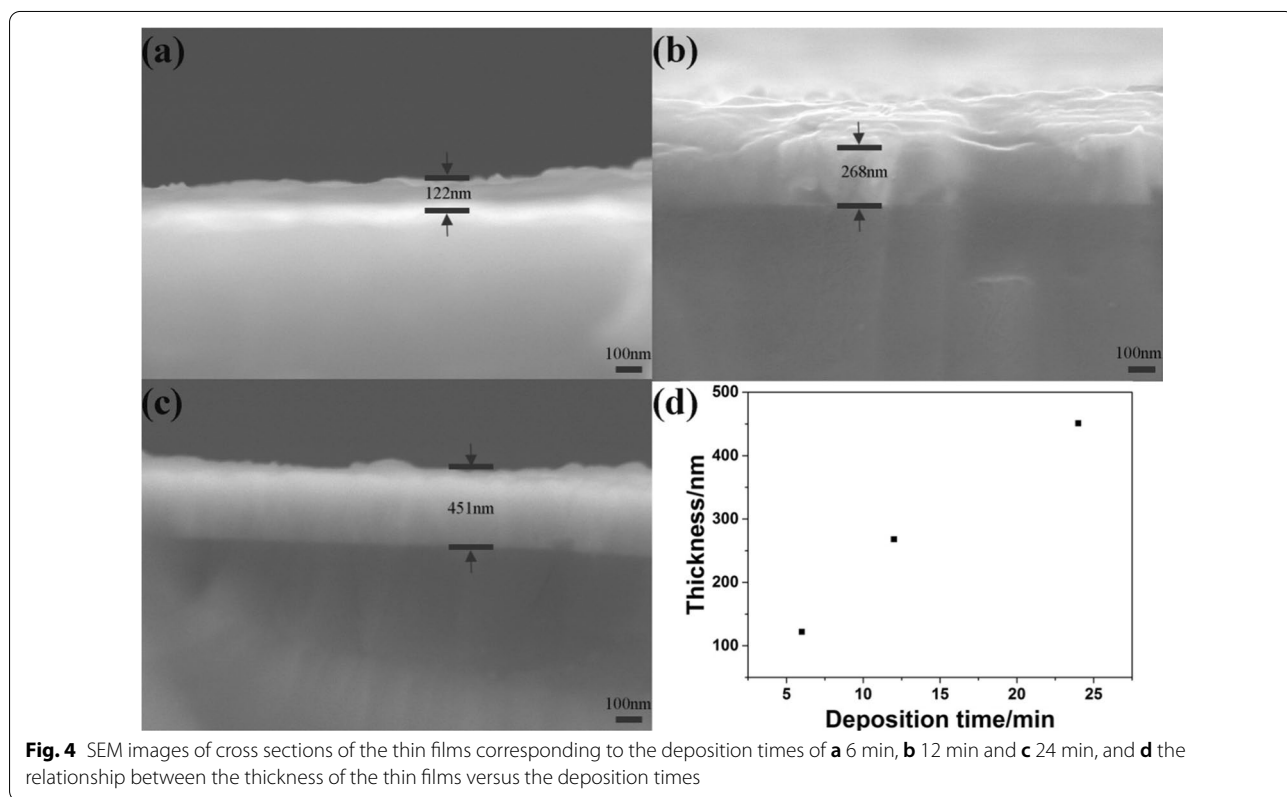 (a)
122nm
100nm
(b)
268nm
100nm
(c)
451nm
100nm
(d)
500
400
300
200
100
5
10
15
20
25
Thickness/nm
Deposition time/min
Fig. 4 SEM images of cross sections of the thin films corresponding to the deposition times of a 6 min, b 12 min and c 24 min, and d the
relationship between the thickness of the thin films versus the deposition times